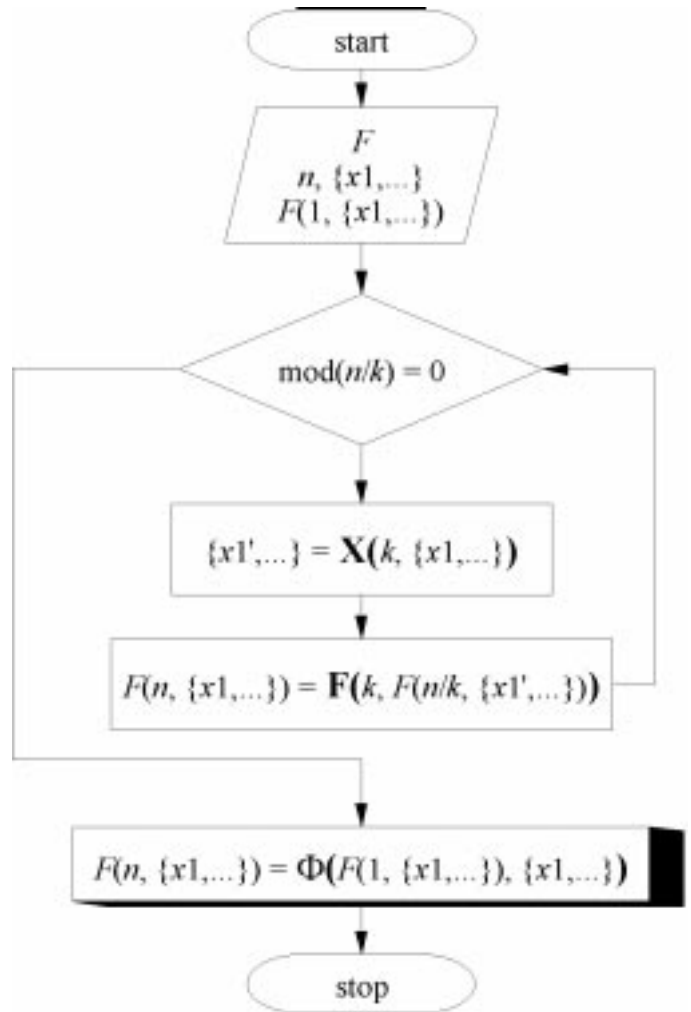 start
F
n, {x1,...}
F(1, {x1,...})
mod(n/k) = 0
{x1',...} = X(k, {x1,...})
F(n, {x1,...}) = F(k, F(n/k, {x1',...}))
F(n, {x1,...}) = Φ(F(1, {x1,...}), {x1,...})
stop